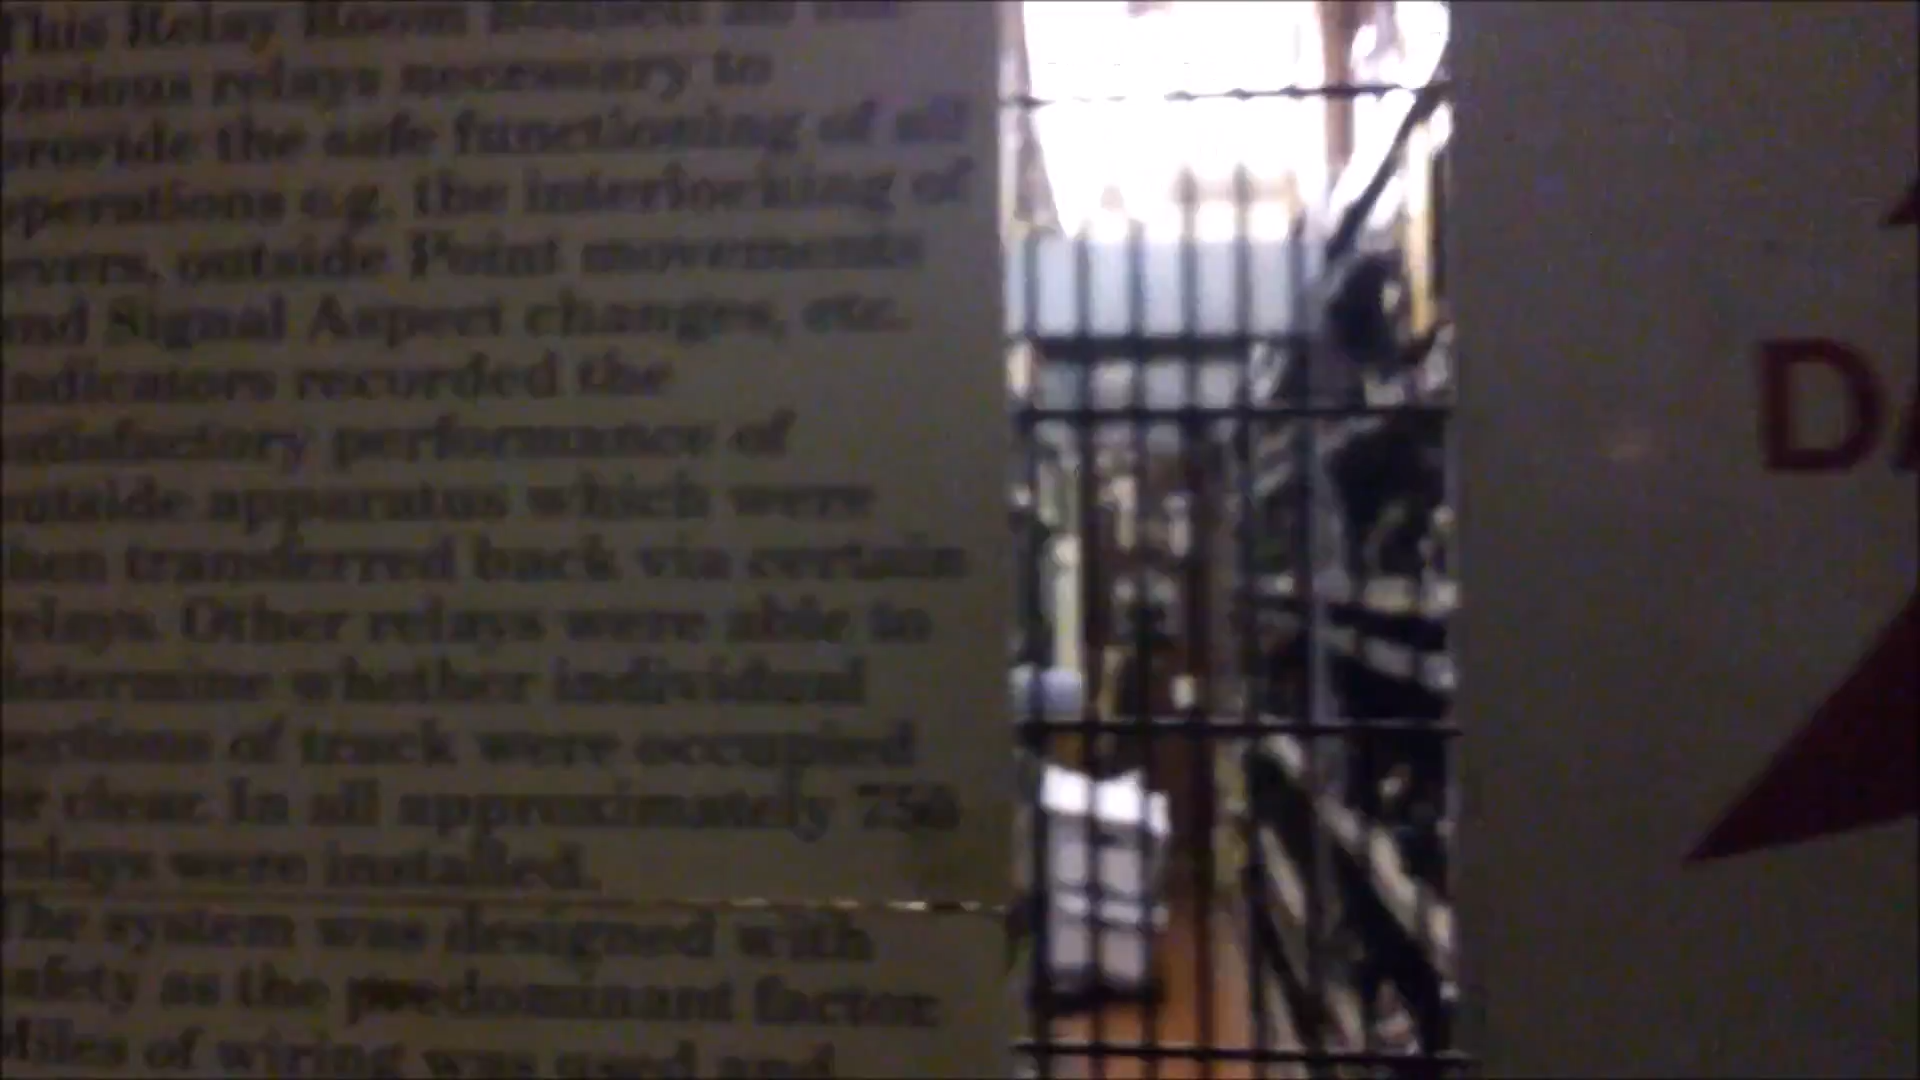 This Relay Room housed all the
various relays necessary to
provide the safe functioning of all
operations e.g. the interlocking of
evers, outside Point movements
and Signal Aspect changes, etc.
ndicators recorded the
satisfactory performance of
outside apparatus which were
then transferred back via certain
relays. Other relays were able to
determine whether individual
sections of track were occupied
or clear. In all approximately
relays were installed.
The system was designed with
safety as the predominant factor.
Miles of wiring was used and
DA